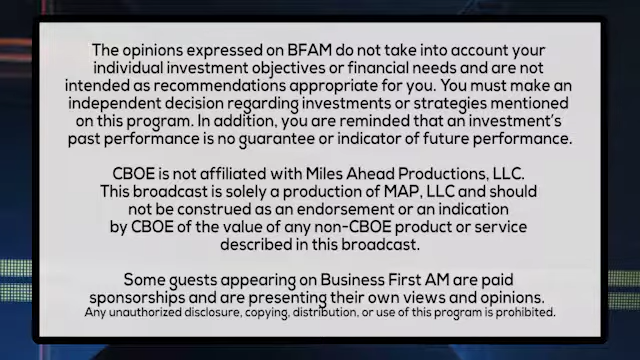 The opinions expressed on BFAM do not take into account your
individual investment objectives or financial needs and are not
intended as recommendations appropriate for you. You must make an
independent decision regarding investments or strategies mentioned
on this program. In addition, you are reminded that an investment's
past performance is no guarantee or indicator of future performance.
CBOE is not affiliated with Miles Ahead Productions, LLC.
This broadcast is solely a production of MAP, LLC and should
not be construed as an endorsement or an indication
by CBOE of the value of any non-CBOE product or service
described in this broadcast.
Some guests appearing on Business First AM are paid
sponsorships and are presenting their own views and opinions.
Any unauthorized disclosure, copying, distribution, or use of this program is prohibited.